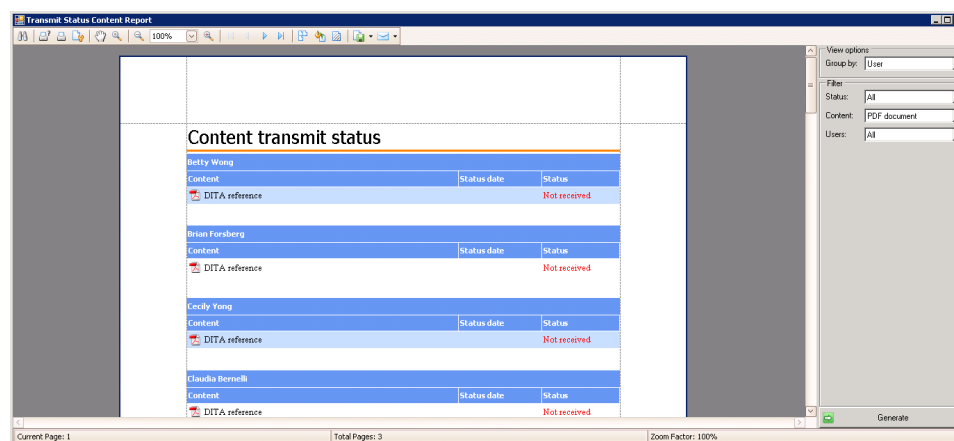 Transmit Status Content Report
100%
View options
Group by: User
Filter
Status: All
Content: PDF document
Users: All
Content transmit status
Betty Wong
Content Status date Status
DITA reference Not received
Brian Forsberg
Content Status date Status
DITA reference Not received
Cecily Yong
Content Status date Status
DITA reference Not received
Claudia Bernelli
Content Status date Status
DITA reference Not received
Generate
Current Page: 1 Total Pages: 3 Zoom Factor: 100%